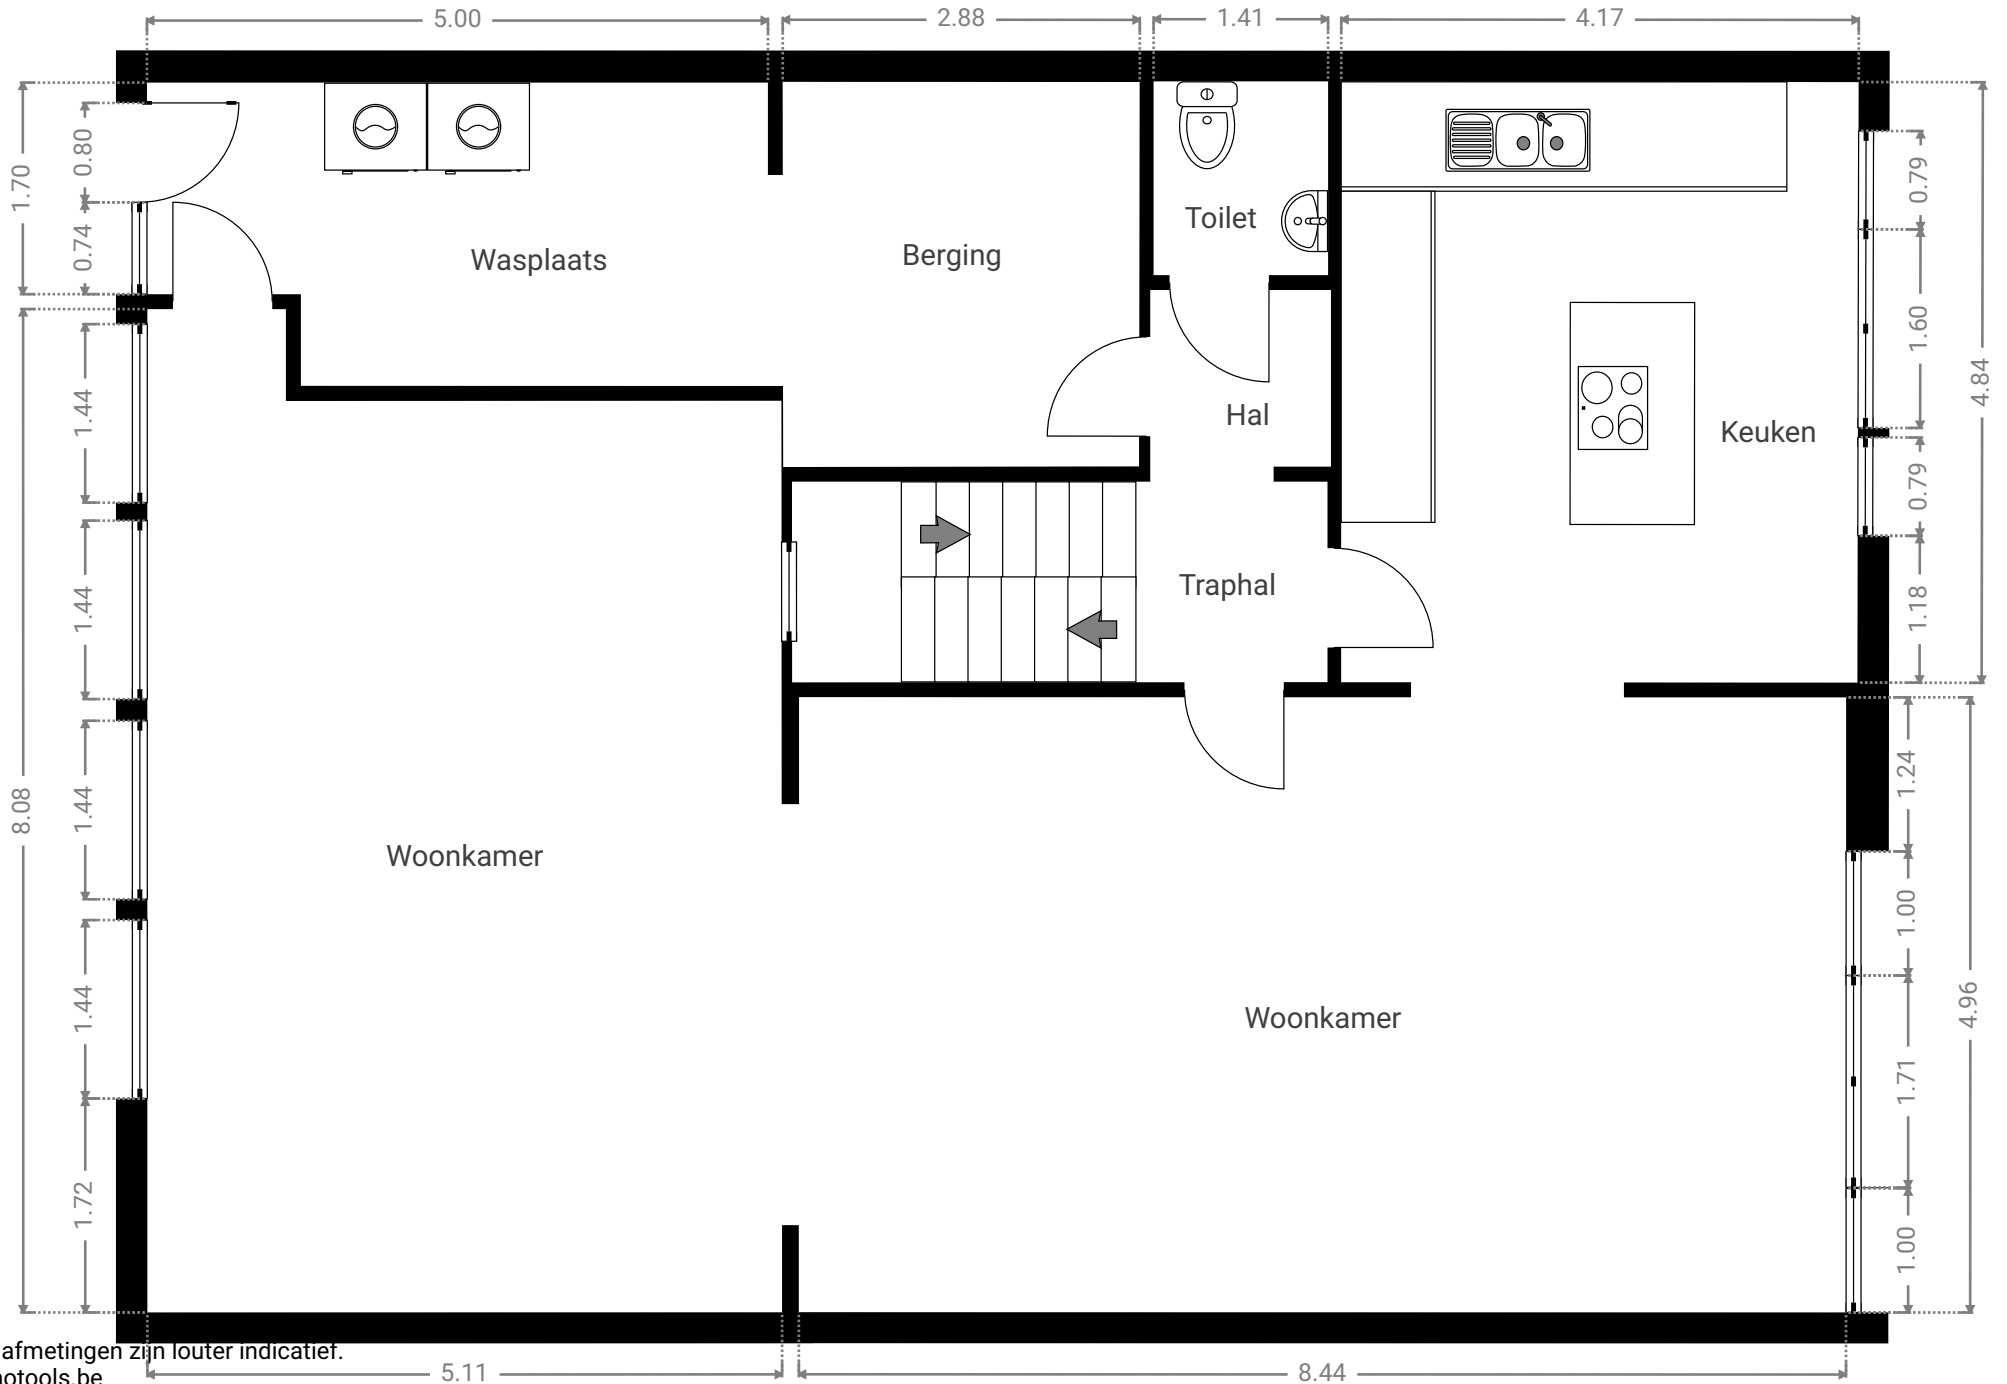 5.00 2.88 1.41 4.17
1.70
0.80
0.74
8.08
1.44
1.44
1.44
1.44
1.72
Wasplaats
Berging
Toilet
Hal
Keuken
Traphal
Woonkamer
Woonkamer
0.79
1.60
0.79
1.18
4.84
1.24
1.00
1.71
1.00
4.96
afmetingen zijn louter indicatief.
5.11 8.44